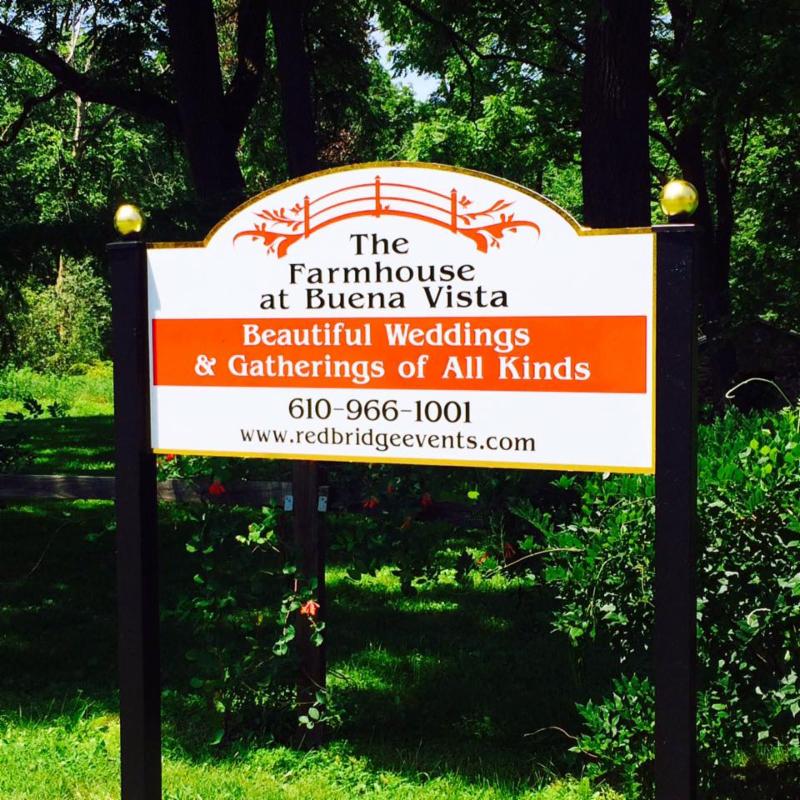 The
Farmhouse
at Buena Vista
Beautiful Weddings
& Gatherings of All Kinds
610-966-1001
www.redbridgeevents.com